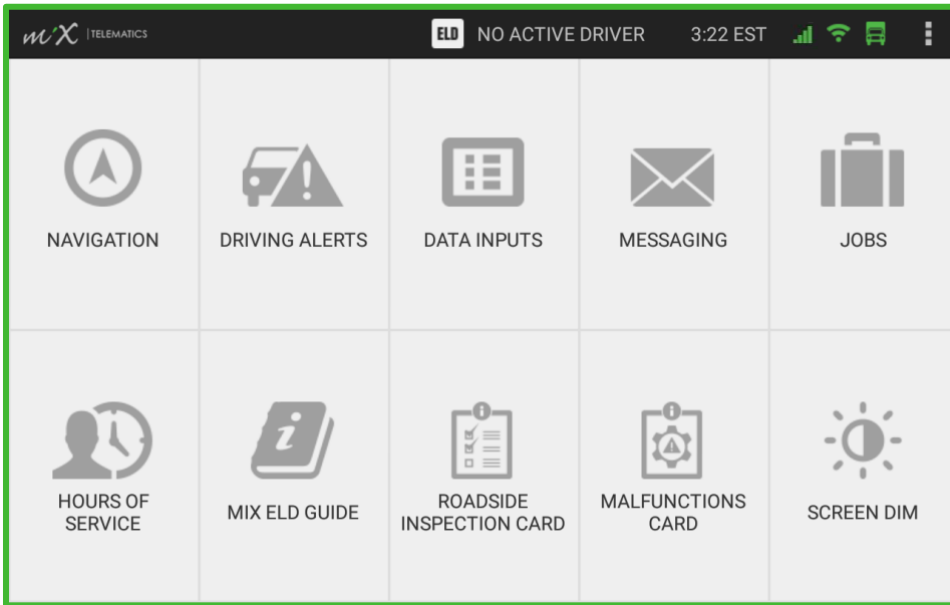 miX | TELEMATICS
ELD NO ACTIVE DRIVER 3:22 EST
NAVIGATION
DRIVING ALERTS
DATA INPUTS
MESSAGING
JOBS
HOURS OF
SERVICE
MIX ELD GUIDE
ROADSIDE
INSPECTION CARD
MALFUNCTIONS
CARD
SCREEN DIM